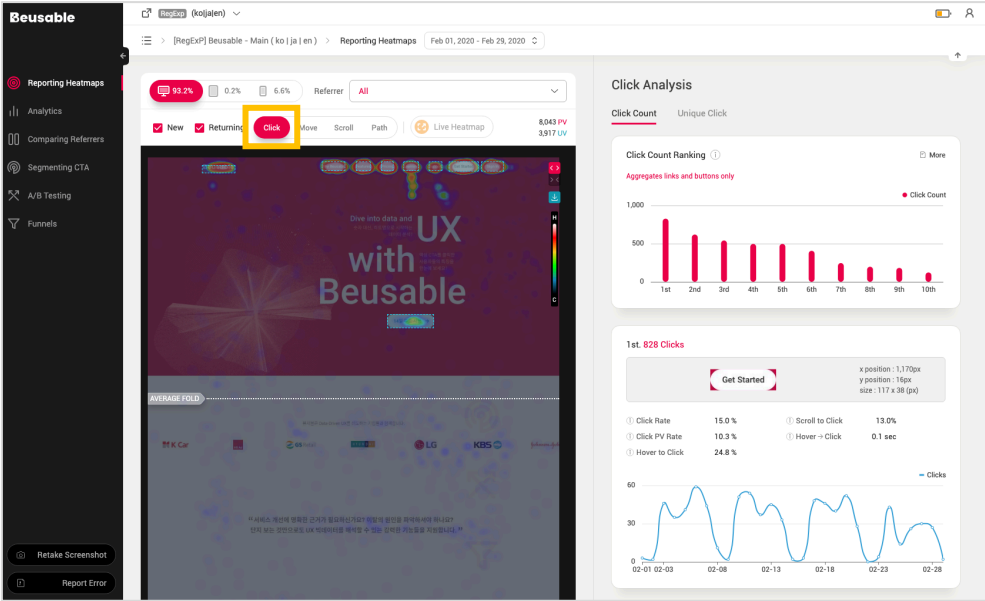 Beusable
RegExp (ko|ja|en)
[RegExP] Beusable - Main ( ko | ja | en ) > Reporting Heatmaps Feb 01, 2020 - Feb 29, 2020
Reporting Heatmaps
Analytics
Comparing Referrers
Segmenting CTA
A/B Testing
Funnels
Retake Screenshot
Report Error
93.2% 0.2% 6.6% Referrer All
New Returning Click Move Scroll Path Live Heatmap
8,043 PV
3,917 UV
Dive into data and
UX
with
Beusable
H
C
AVERAGE FOLD
M K Car
LG
KBS
Click Analysis
Click Count Unique Click
Click Count Ranking More
Aggregates links and buttons only
Click Count
1,000
500
0
1st 2nd 3rd 4th 5th 6th 7th 8th 9th 10th
1st. 828 Clicks
Get Started
x position : 1,170px
y position : 16px
size : 117 x 38 (px)
Click Rate 15.0 % Scroll to Click 13.0%
Click PV Rate 10.3 % Hover → Click 0.1 sec
Hover to Click 24.8 %
Clicks
60
30
0
02-01 02-03 02-08 02-13 02-18 02-23 02-28